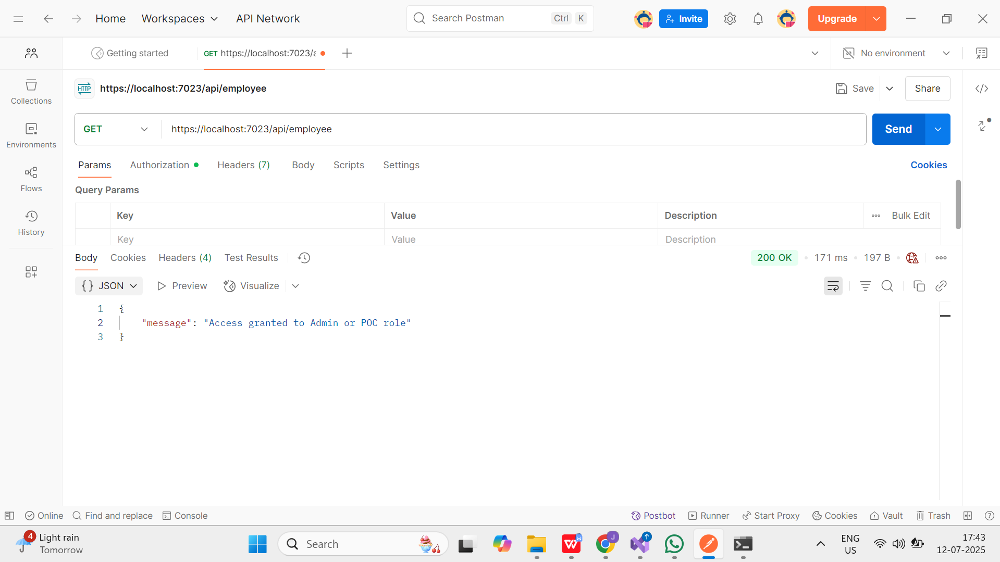 Home Workspaces API Network Search Postman Ctrl K Invite Upgrade
Getting started GET https://localhost:7023/a No environment
HTTP https://localhost:7023/api/employee Save Share
Collections
GET https://localhost:7023/api/employee Send
Environments
Params Authorization Headers (7) Body Scripts Settings Cookies
Flows
Query Params
Key Value Description Bulk Edit
History
Key Value Description
Body Cookies Headers (4) Test Results 200 OK 171 ms 197 B
{} JSON Preview Visualize
1 {
2 "message": "Access granted to Admin or POC role"
3 }
Online Find and replace Console Postbot Runner Start Proxy Cookies Vault Trash
4 Light rain
Tomorrow
Search
W
W
J
ENG
US
17:43
12-07-2025